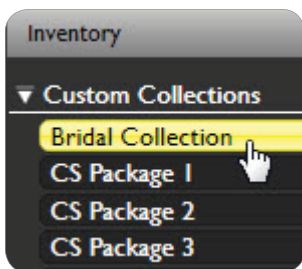 Inventory
Custom Collections
Bridal Collection
CS Package 1
CS Package 2
CS Package 3